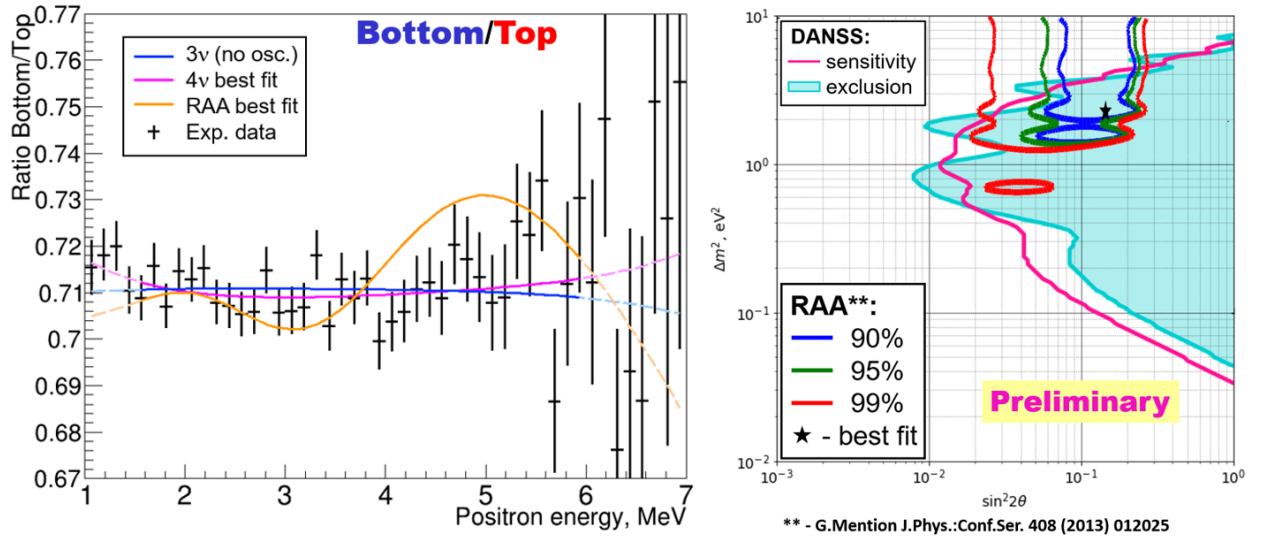 Bottom/Top
Ratio Bottom/Top
0.77
0.76
0.75
0.74
0.73
0.72
0.71
0.7
0.69
0.68
0.67
3ν (no osc.)
4ν best fit
RAA best fit
Exp. data
1 2 3 4 5 6 7
Positron energy, MeV
DANSS:
sensitivity
exclusion
RAA**:
90%
95%
99%
★ - best fit
Preliminary
Δm², eV²
10¹
10⁰
10⁻¹
10⁻²
10⁻³ 10⁻² 10⁻¹ 10⁰
sin²2θ
** - G.Mention J.Phys.:Conf.Ser. 408 (2013) 012025